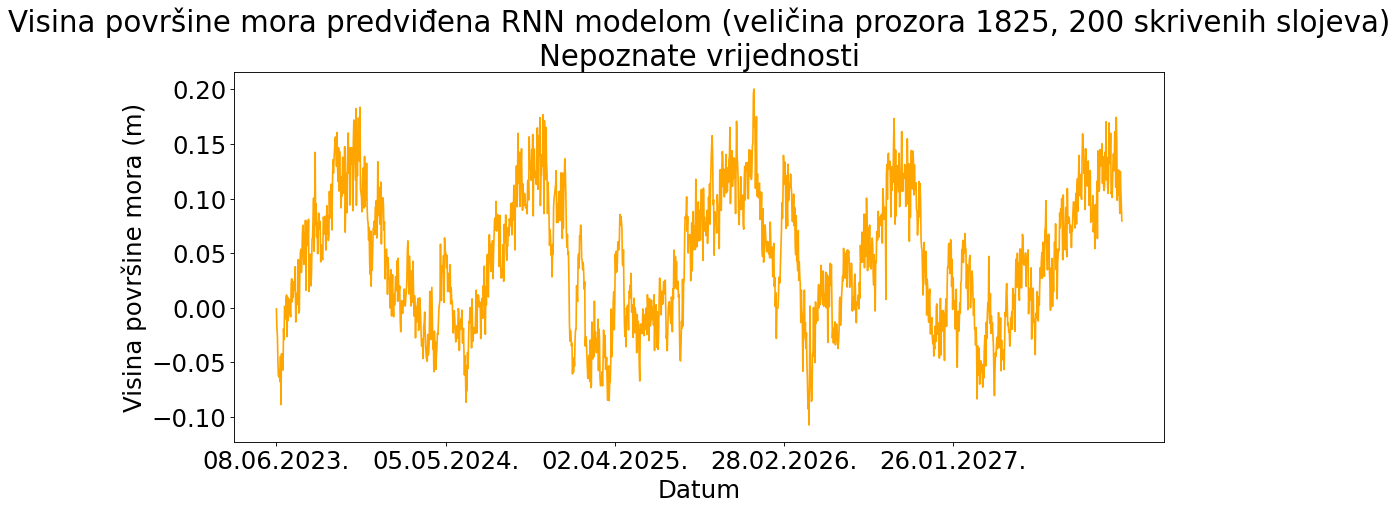 Visina površine mora predviđena RNN modelom (veličina prozora 1825, 200 skrivenih slojeva)
Nepoznate vrijednosti
Visina površine mora (m)
0.20
0.15
0.10
0.05
0.00
−0.05
−0.10
08.06.2023. 05.05.2024. 02.04.2025. 28.02.2026. 26.01.2027.
Datum